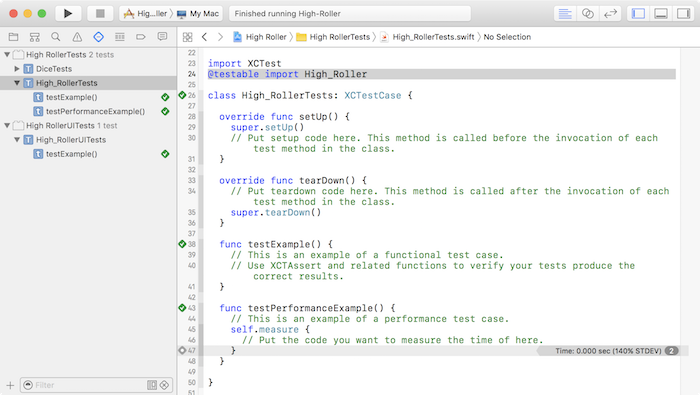 Hig...ller My Mac Finished running High-Roller
High Roller High RollerTests High_RollerTests.swift No Selection
High RollerTests 2 tests
DiceTests
High_RollerTests
testExample()
testPerformanceExample()
High RollerUITests 1 test
High_RollerUITests
testExample()
Filter
22
23 import XCTest
24 @testable import High_Roller
25
26 class High_RollerTests: XCTestCase {
27
28 override func setUp() {
29 super.setUp()
30 // Put setup code here. This method is called before the invocation of each
test method in the class.
31 }
32
33 override func tearDown() {
34 // Put teardown code here. This method is called after the invocation of each
test method in the class.
35 super.tearDown()
36 }
37
38 func testExample() {
39 // This is an example of a functional test case.
40 // Use XCTAssert and related functions to verify your tests produce the
correct results.
41 }
42
43 func testPerformanceExample() {
44 // This is an example of a performance test case.
45 self.measure {
46 // Put the code you want to measure the time of here.
47 } Time: 0.000 sec (140% STDEV) 2
48 }
49
50 }